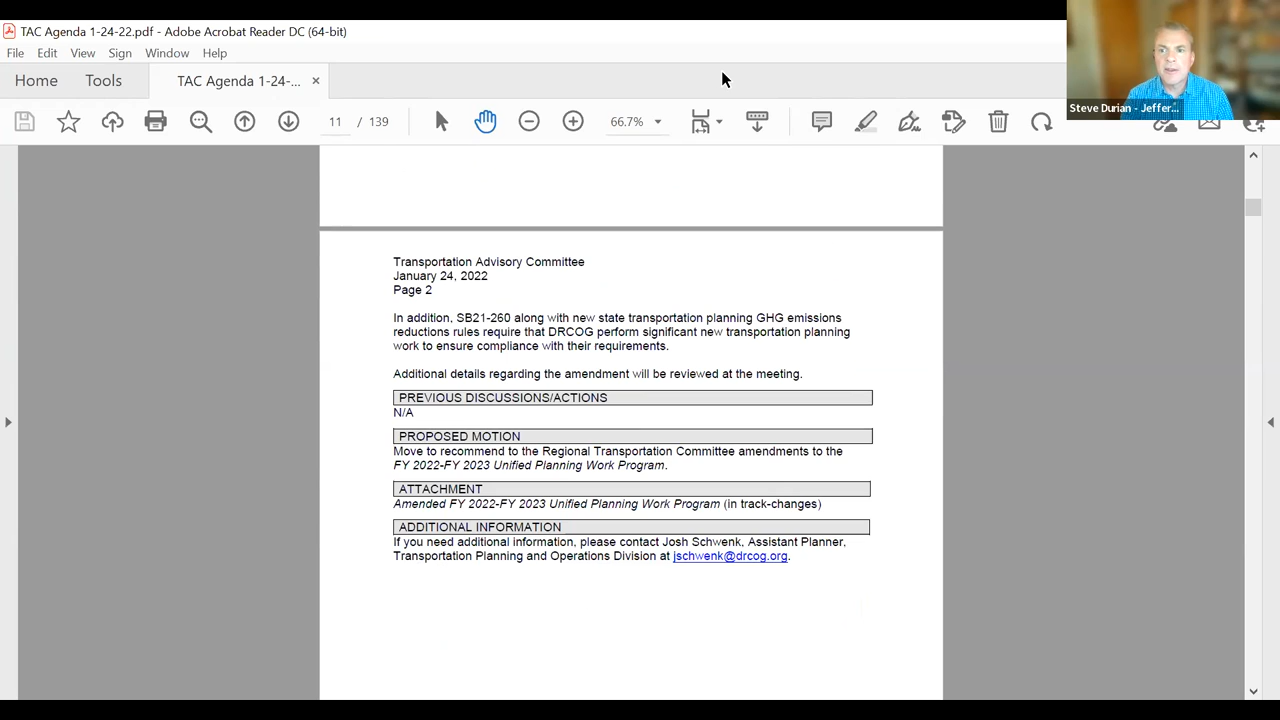 TAC Agenda 1-24-22.pdf - Adobe Acrobat Reader DC (64-bit)
File Edit View Sign Window Help
Home Tools TAC Agenda 1-24-... ×
11 / 139 66.7%
Steve Durian - Jeffer...
Transportation Advisory Committee
January 24, 2022
Page 2
In addition, SB21-260 along with new state transportation planning GHG emissions
reductions rules require that DRCOG perform significant new transportation planning
work to ensure compliance with their requirements.
Additional details regarding the amendment will be reviewed at the meeting.
PREVIOUS DISCUSSIONS/ACTIONS
N/A
PROPOSED MOTION
Move to recommend to the Regional Transportation Committee amendments to the
FY 2022-FY 2023 Unified Planning Work Program.
ATTACHMENT
Amended FY 2022-FY 2023 Unified Planning Work Program (in track-changes)
ADDITIONAL INFORMATION
If you need additional information, please contact Josh Schwenk, Assistant Planner,
Transportation Planning and Operations Division at jschwenk@drcog.org.